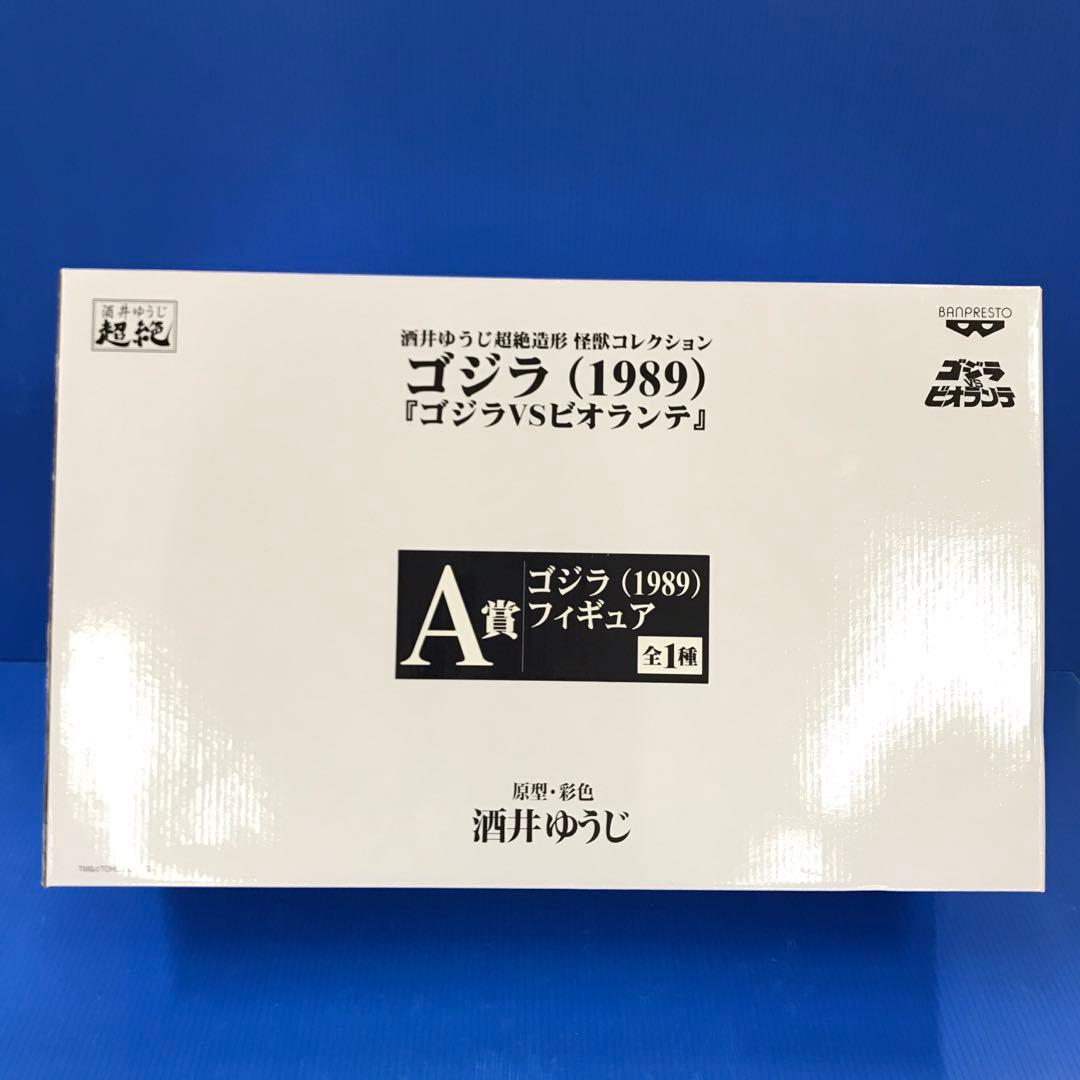 酒井ゆうじ
超絶
酒井ゆうじ超絶造形 怪獣コレクション
ゴジラ（1989）
『ゴジラVSビオランテ』
BANPRESTO
ゴジラ
VS
ビオランテ
A賞
ゴジラ（1989）
フィギュア
全1種
原型・彩色
酒井ゆうじ